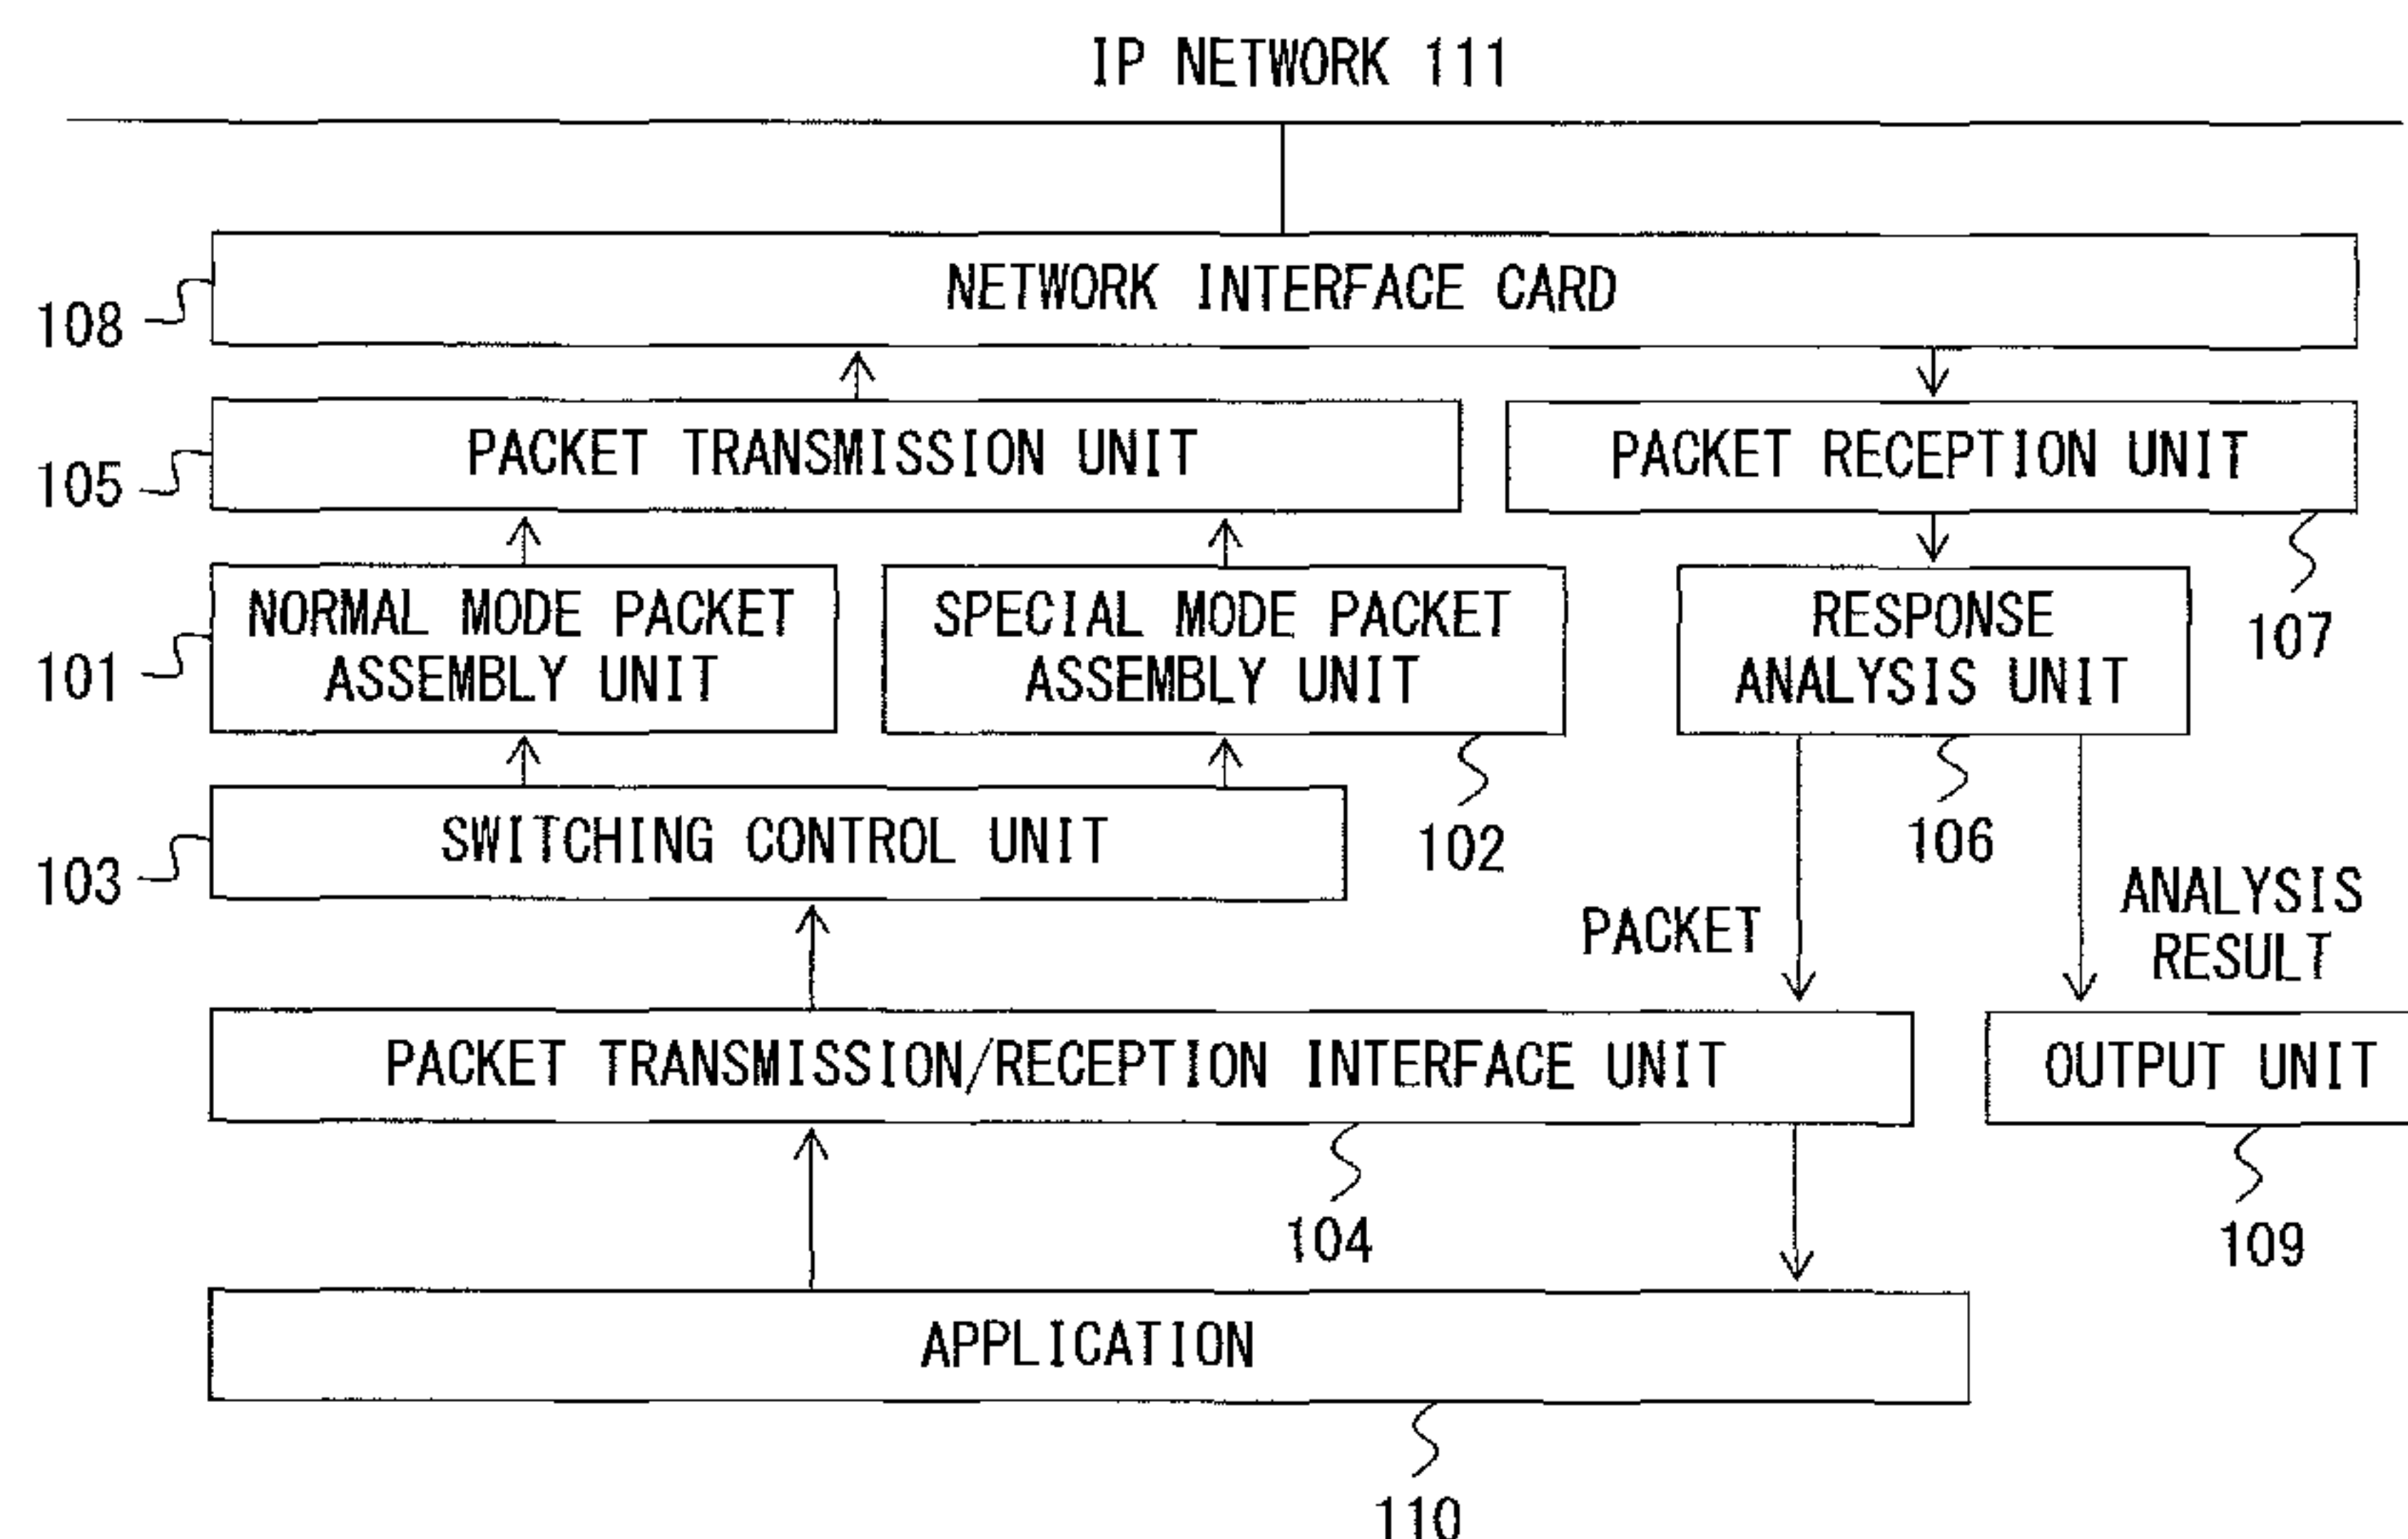 IP NETWORK 111
NETWORK INTERFACE CARD
108
PACKET TRANSMISSION UNIT
PACKET RECEPTION UNIT
105
107
NORMAL MODE PACKET
ASSEMBLY UNIT
101
SPECIAL MODE PACKET
ASSEMBLY UNIT
102
RESPONSE
ANALYSIS UNIT
106
SWITCHING CONTROL UNIT
103
PACKET
ANALYSIS
RESULT
PACKET TRANSMISSION/RECEPTION INTERFACE UNIT
104
OUTPUT UNIT
109
APPLICATION
110